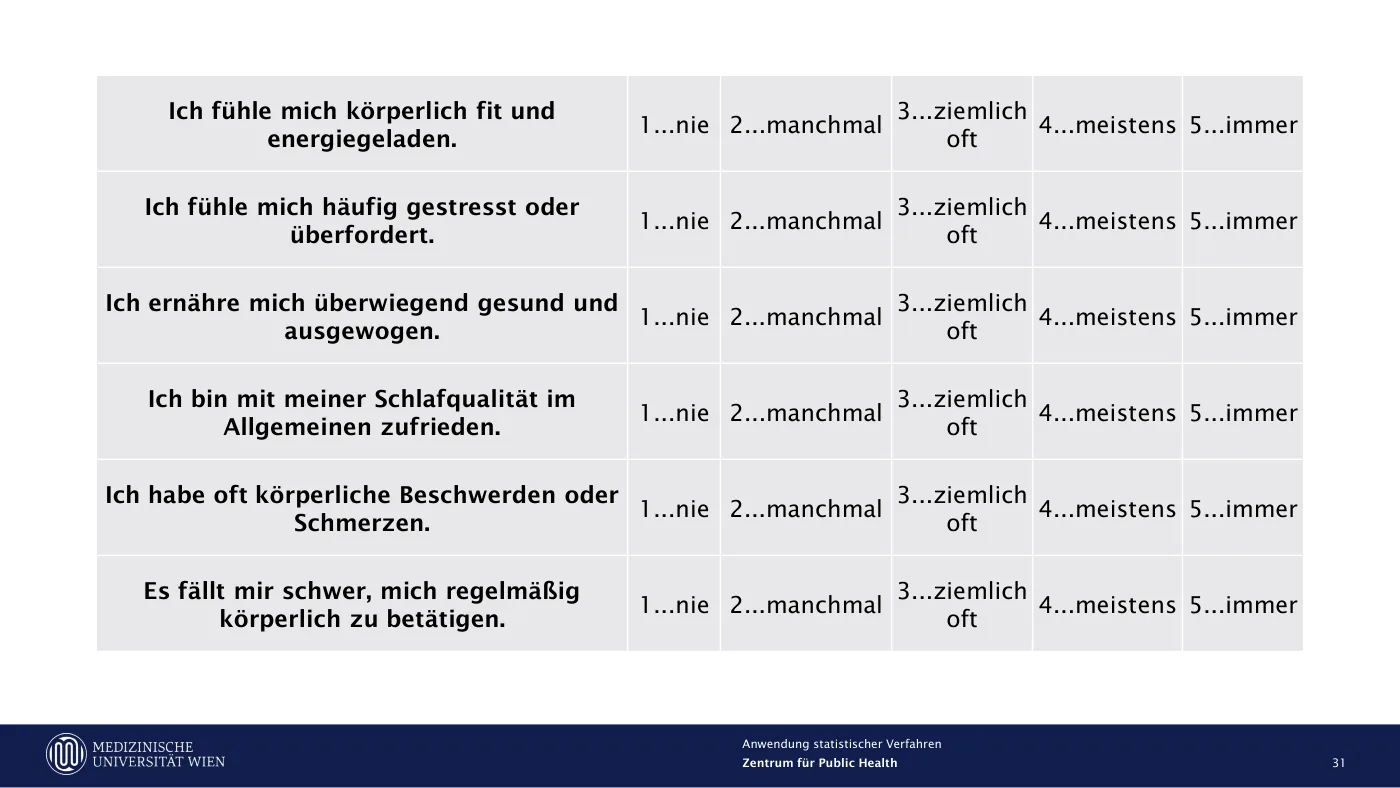 Ich fühle mich körperlich fit und
energiegeladen.
1...nie
2...manchmal
3...ziemlich
oft
4...meistens
5...immer
Ich fühle mich häufig gestresst oder
überfordert.
1...nie
2...manchmal
3...ziemlich
oft
4...meistens
5...immer
Ich ernähre mich überwiegend gesund und
ausgewogen.
1...nie
2...manchmal
3...ziemlich
oft
4...meistens
5...immer
Ich bin mit meiner Schlafqualität im
Allgemeinen zufrieden.
1...nie
2...manchmal
3...ziemlich
oft
4...meistens
5...immer
Ich habe oft körperliche Beschwerden oder
Schmerzen.
1...nie
2...manchmal
3...ziemlich
oft
4...meistens
5...immer
Es fällt mir schwer, mich regelmäßig
körperlich zu betätigen.
1...nie
2...manchmal
3...ziemlich
oft
4...meistens
5...immer
MEDIZINISCHE
UNIVERSITÄT WIEN
Anwendung statistischer Verfahren
Zentrum für Public Health
31